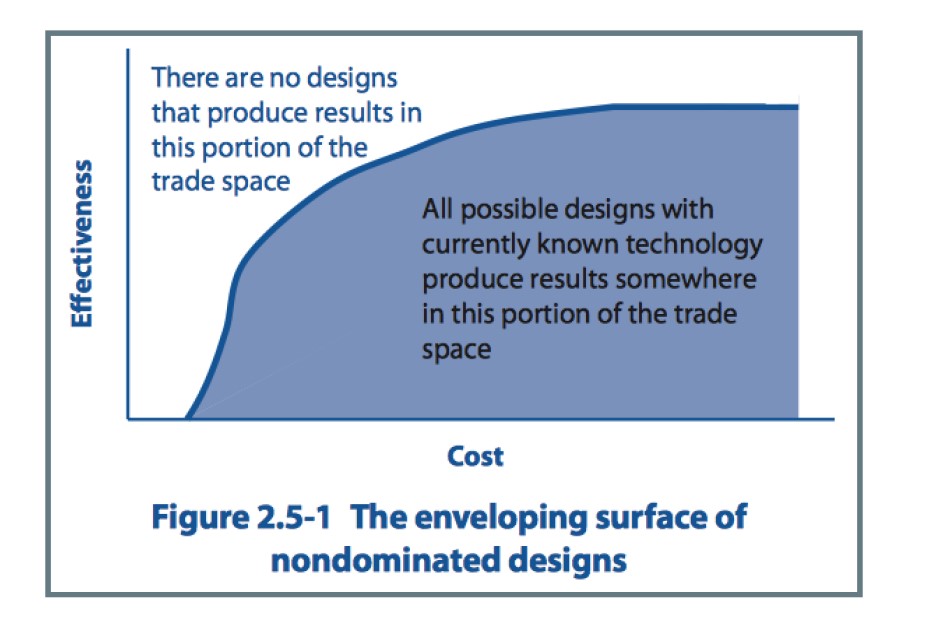 There are no designs
that produce results in
this portion of the
trade space
All possible designs with
currently known technology
produce results somewhere
in this portion of the trade
space
Effectiveness
Cost
Figure 2.5-1 The enveloping surface of
nondominated designs